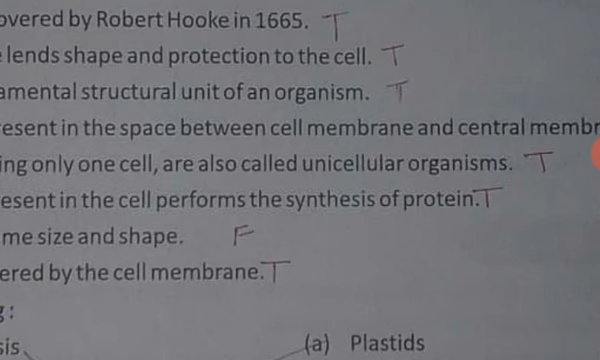 overed by Robert Hooke in 1665. T
lends shape and protection to the cell. T
amental structural unit of an organism. T
resent in the space between cell membrane and central membr
ing only one cell, are also called unicellular organisms. T
esent in the cell performs the synthesis of protein. T
me size and shape. F
ered by the cell membrane. T
g :
sis (a) Plastids